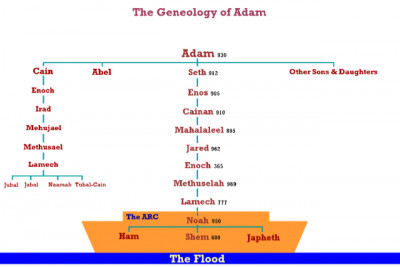 The Geneology of Adam
Adam 930
Cain Abel Seth 912 Other Sons & Daughters
Enoch Enos 905
Irad Cainan 910
Mehujael Mahalaleel 895
Methusael Jared 962
Lamech Enoch 365
Jubal Jabal Naamah Tubal-Cain Methuselah 969
Lamech 777
The ARC Noah 950
Ham Shem 600 Japheth
The Flood